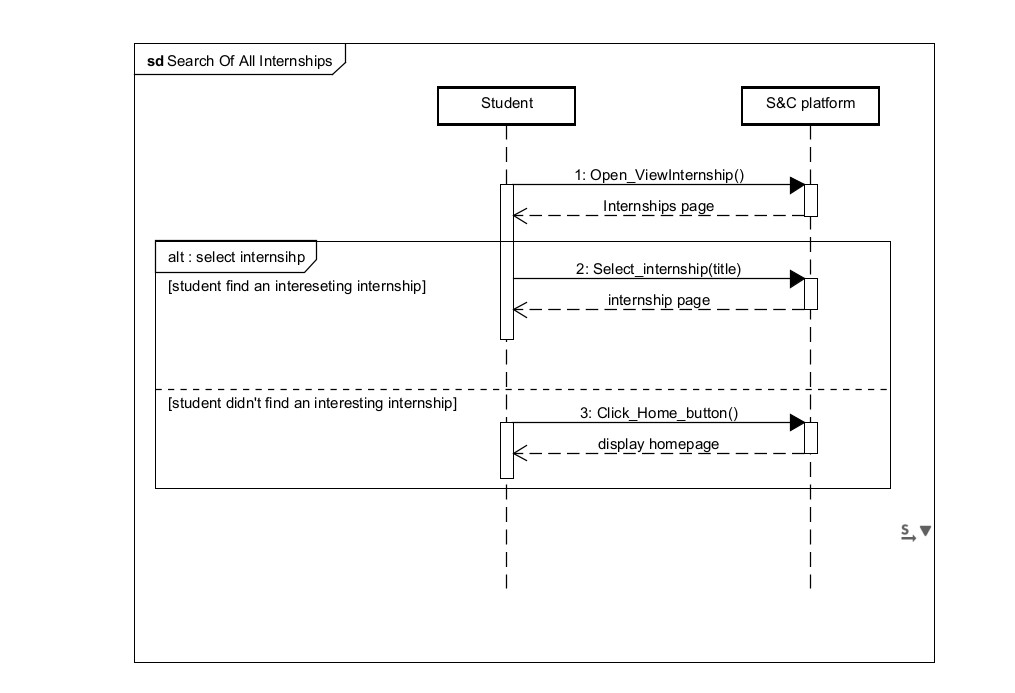 sd Search Of All Internships
Student
S&C platform
1: Open_ViewInternship()
Internships page
alt : select internsihp
2: Select_internship(title)
[student find an intereseting internship]
internship page
[student didn't find an interesting internship]
3: Click_Home_button()
display homepage
S